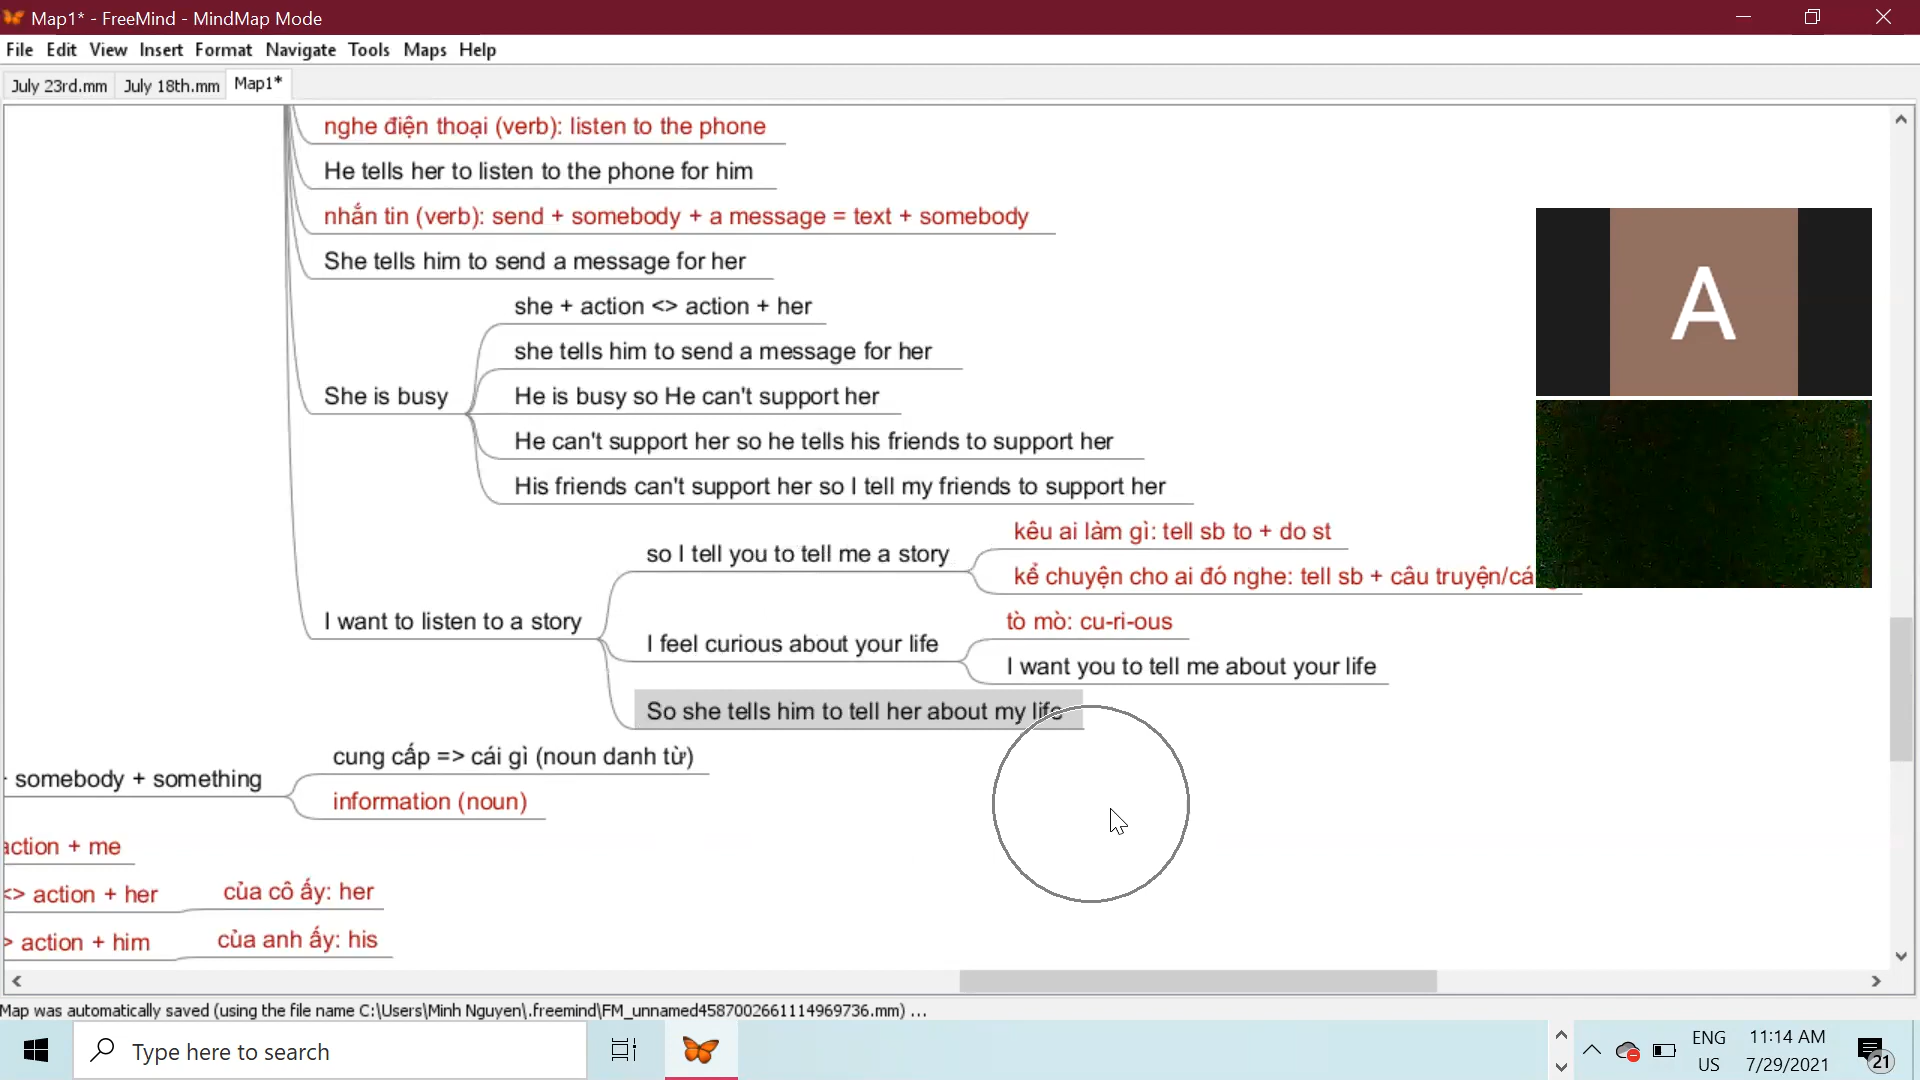 Map1* - FreeMind - MindMap Mode
File Edit View Insert Format Navigate Tools Maps Help
July 23rd.mm July 18th.mm Map1*
nghe điện thoại (verb): listen to the phone
He tells her to listen to the phone for him
nhắn tin (verb): send + somebody + a message = text + somebody
She tells him to send a message for her
She is busy
she + action <> action + her
she tells him to send a message for her
He is busy so He can't support her
He can't support her so he tells his friends to support her
His friends can't support her so I tell my friends to support her
I want to listen to a story
so I tell you to tell me a story
kêu ai làm gì: tell sb to + do st
kể chuyện cho ai đó nghe: tell sb + câu truyện/cá
I feel curious about your life
tò mò: cu-ri-ous
I want you to tell me about your life
So she tells him to tell her about my life
somebody + something
cung cấp => cái gì (noun danh từ)
information (noun)
action + me
<> action + her
của cô ấy: her
> action + him
của anh ấy: his
A
Map was automatically saved (using the file name C:\Users\Minh Nguyen\.freemind\FM_unnamed4587002661114969736.mm) ...
Type here to search
ENG
US
11:14 AM
7/29/2021
21